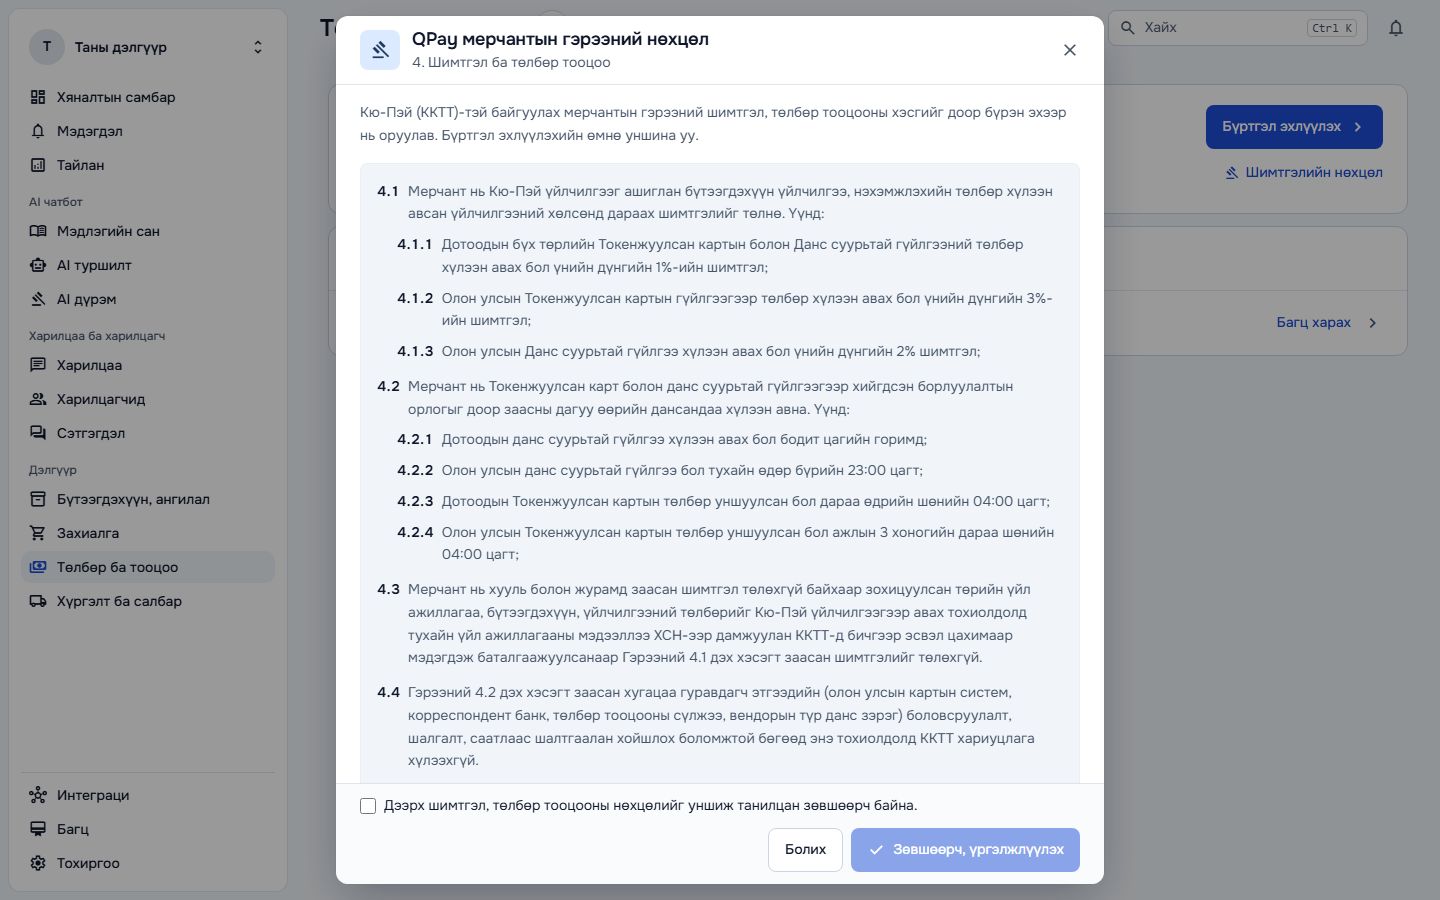 Т
Таны дэлгүүр
Хяналтын самбар
Мэдэгдэл
Тайлан
AI чатбот
Мэдлэгийн сан
AI туршилт
AI дүрэм
Харилцаа ба харилцагч
Харилцаа
Харилцагчид
Сэтгэгдэл
Дэлгүүр
Бүтээгдэхүүн, ангилал
Захиалга
Төлбөр ба тооцоо
Хүргэлт ба салбар
Интеграци
Багц
Тохиргоо
Хайх
Ctrl K
Бүртгэл эхлүүлэх
Шимтгэлийн нөхцөл
Багц харах
QPay мерчантын гэрээний нөхцөл
4. Шимтгэл ба төлбөр тооцоо
Кю-Пэй (ККТТ)-тэй байгуулах мерчантын гэрээний шимтгэл, төлбөр тооцооны хэсгийг доор бүрэн эхээр
нь оруулав. Бүртгэл эхлүүлэхийн өмнө уншина уу.
4.1 Мерчант нь Кю-Пэй үйлчилгээг ашиглан бүтээгдэхүүн үйлчилгээ, нэхэмжлэхийн төлбөр хүлээн
авсан үйлчилгээний хөлсөнд дараах шимтгэлийг төлнө. Үүнд:
4.1.1 Дотоодын бүх төрлийн Токенжуулсан картын болон Данс суурьтай гүйлгээний төлбөр
хүлээн авах бол үнийн дүнгийн 1%-ийн шимтгэл;
4.1.2 Олон улсын Токенжуулсан картын гүйлгээгээр төлбөр хүлээн авах бол үнийн дүнгийн 3%-
ийн шимтгэл;
4.1.3 Олон улсын Данс суурьтай гүйлгээ хүлээн авах бол үнийн дүнгийн 2% шимтгэл;
4.2 Мерчант нь Токенжуулсан карт болон данс суурьтай гүйлгээгээр хийгдсэн борлуулалтын
орлогыг доор заасны дагуу өөрийн дансандаа хүлээн авна. Үүнд:
4.2.1 Дотоодын данс суурьтай гүйлгээ хүлээн авах бол бодит цагийн горимд;
4.2.2 Олон улсын данс суурьтай гүйлгээ бол тухайн өдөр бүрийн 23:00 цагт;
4.2.3 Дотоодын Токенжуулсан картын төлбөр уншуулсан бол дараа өдрийн шөнийн 04:00 цагт;
4.2.4 Олон улсын Токенжуулсан картын төлбөр уншуулсан бол ажлын 3 хоногийн дараа шөнийн
04:00 цагт;
4.3 Мерчант нь хууль болон журамд заасан шимтгэл төлөхгүй байхаар зохицуулсан төрийн үйл
ажиллагаа, бүтээгдэхүүн, үйлчилгээний төлбөрийг Кю-Пэй үйлчилгээгээр авах тохиолдолд
тухайн үйл ажиллагааны мэдээллээ ХСН-ээр дамжуулан ККТТ-д бичгээр эсвэл цахимаар
мэдэгдэж баталгаажуулсанаар Гэрээний 4.1 дэх хэсэгт заасан шимтгэлийг төлөхгүй.
4.4 Гэрээний 4.2 дэх хэсэгт заасан хугацаа гуравдагч этгээдийн (олон улсын картын систем,
корреспондент банк, төлбөр тооцооны сүлжээ, вендорын түр данс зэрэг) боловсруулалт,
шалгалт, саатлаас шалтгаалан хойшлох боломжтой бөгөөд энэ тохиолдолд ККТТ хариуцлага
хүлээхгүй.
Дээрх шимтгэл, төлбөр тооцооны нөхцөлийг уншиж танилцан зөвшөөрч байна.
Болих
Зөвшөөрч, үргэлжлүүлэх